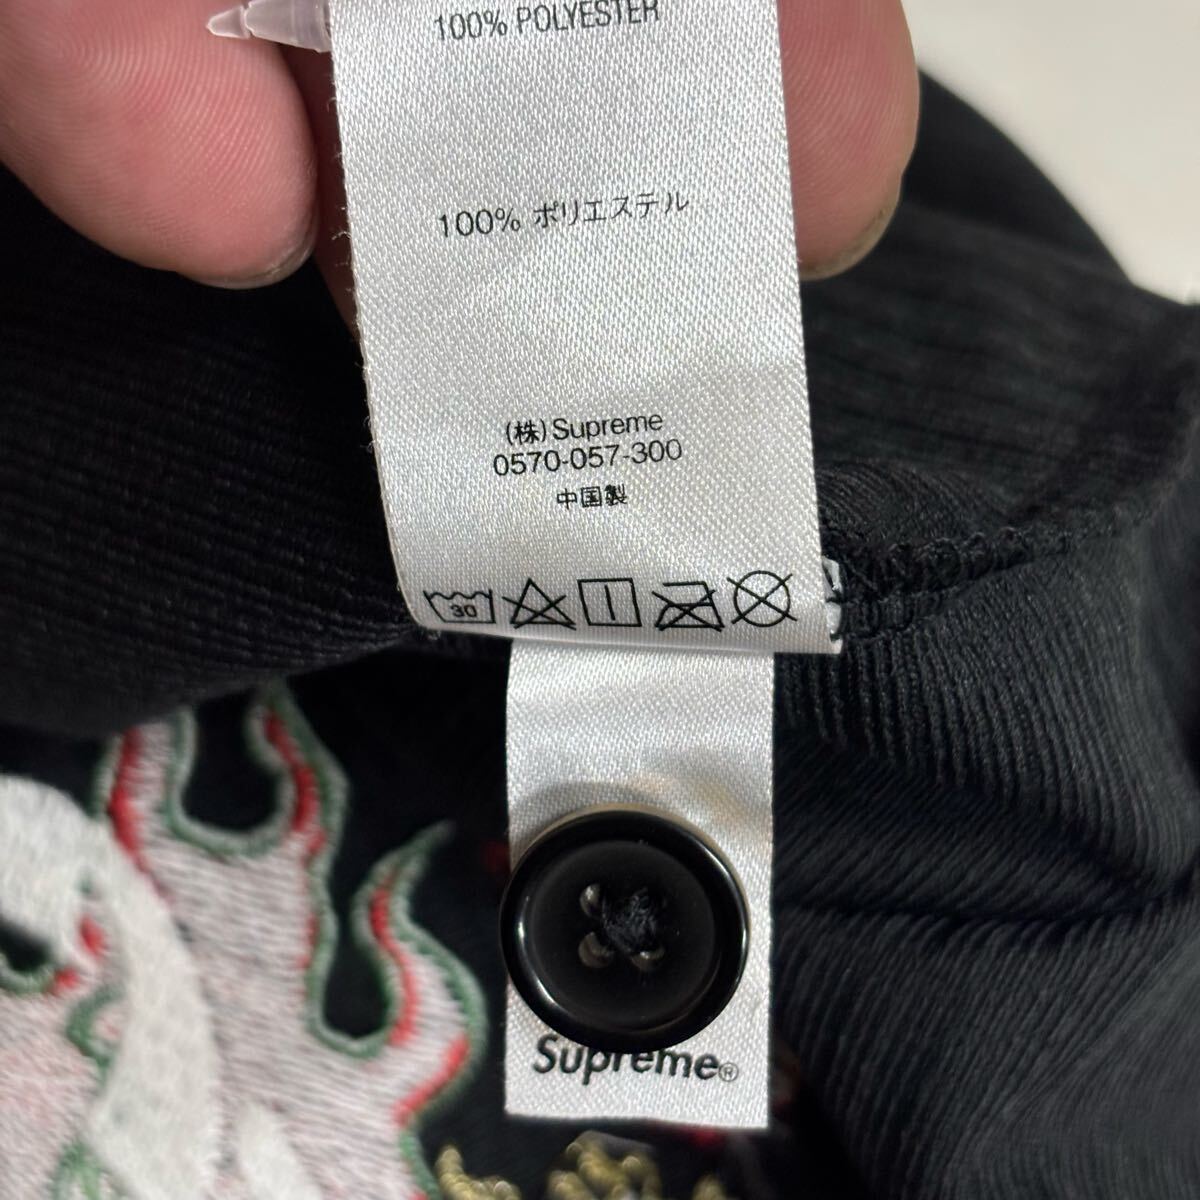 100% POLYESTER
100% ポリエステル
(株)Supreme
0570-057-300
中国製
30
Supreme®